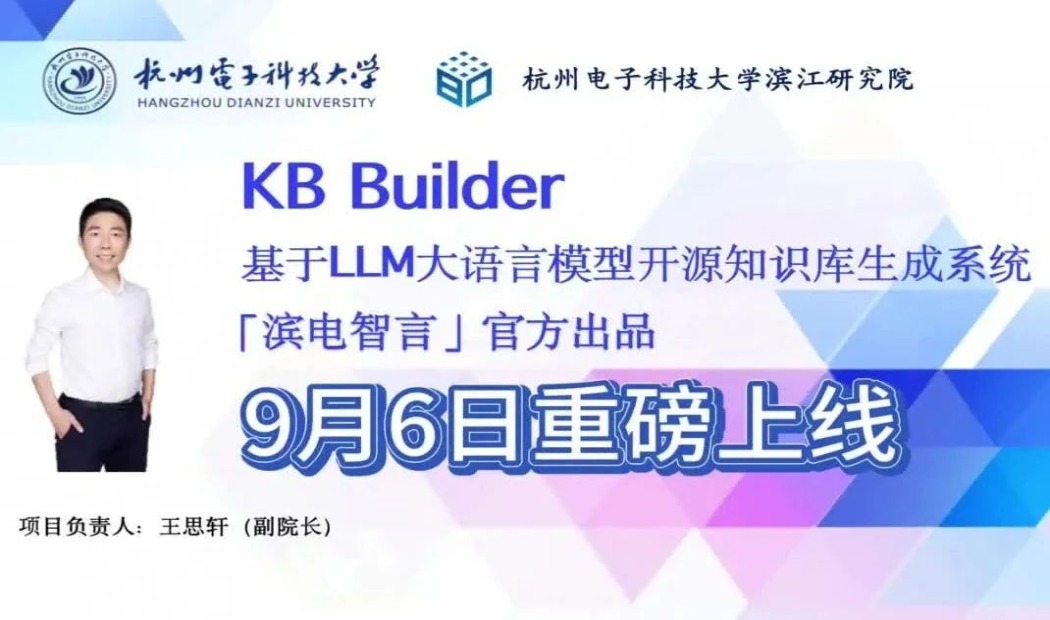 杭州電子科技大学
HANGZHOU DIANZI UNIVERSITY
杭州电子科技大学滨江研究院
KB Builder
基于LLM大语言模型开源知识库生成系统
「滨电智言」官方出品
9月6日重磅上线
项目负责人：王思轩（副院长）